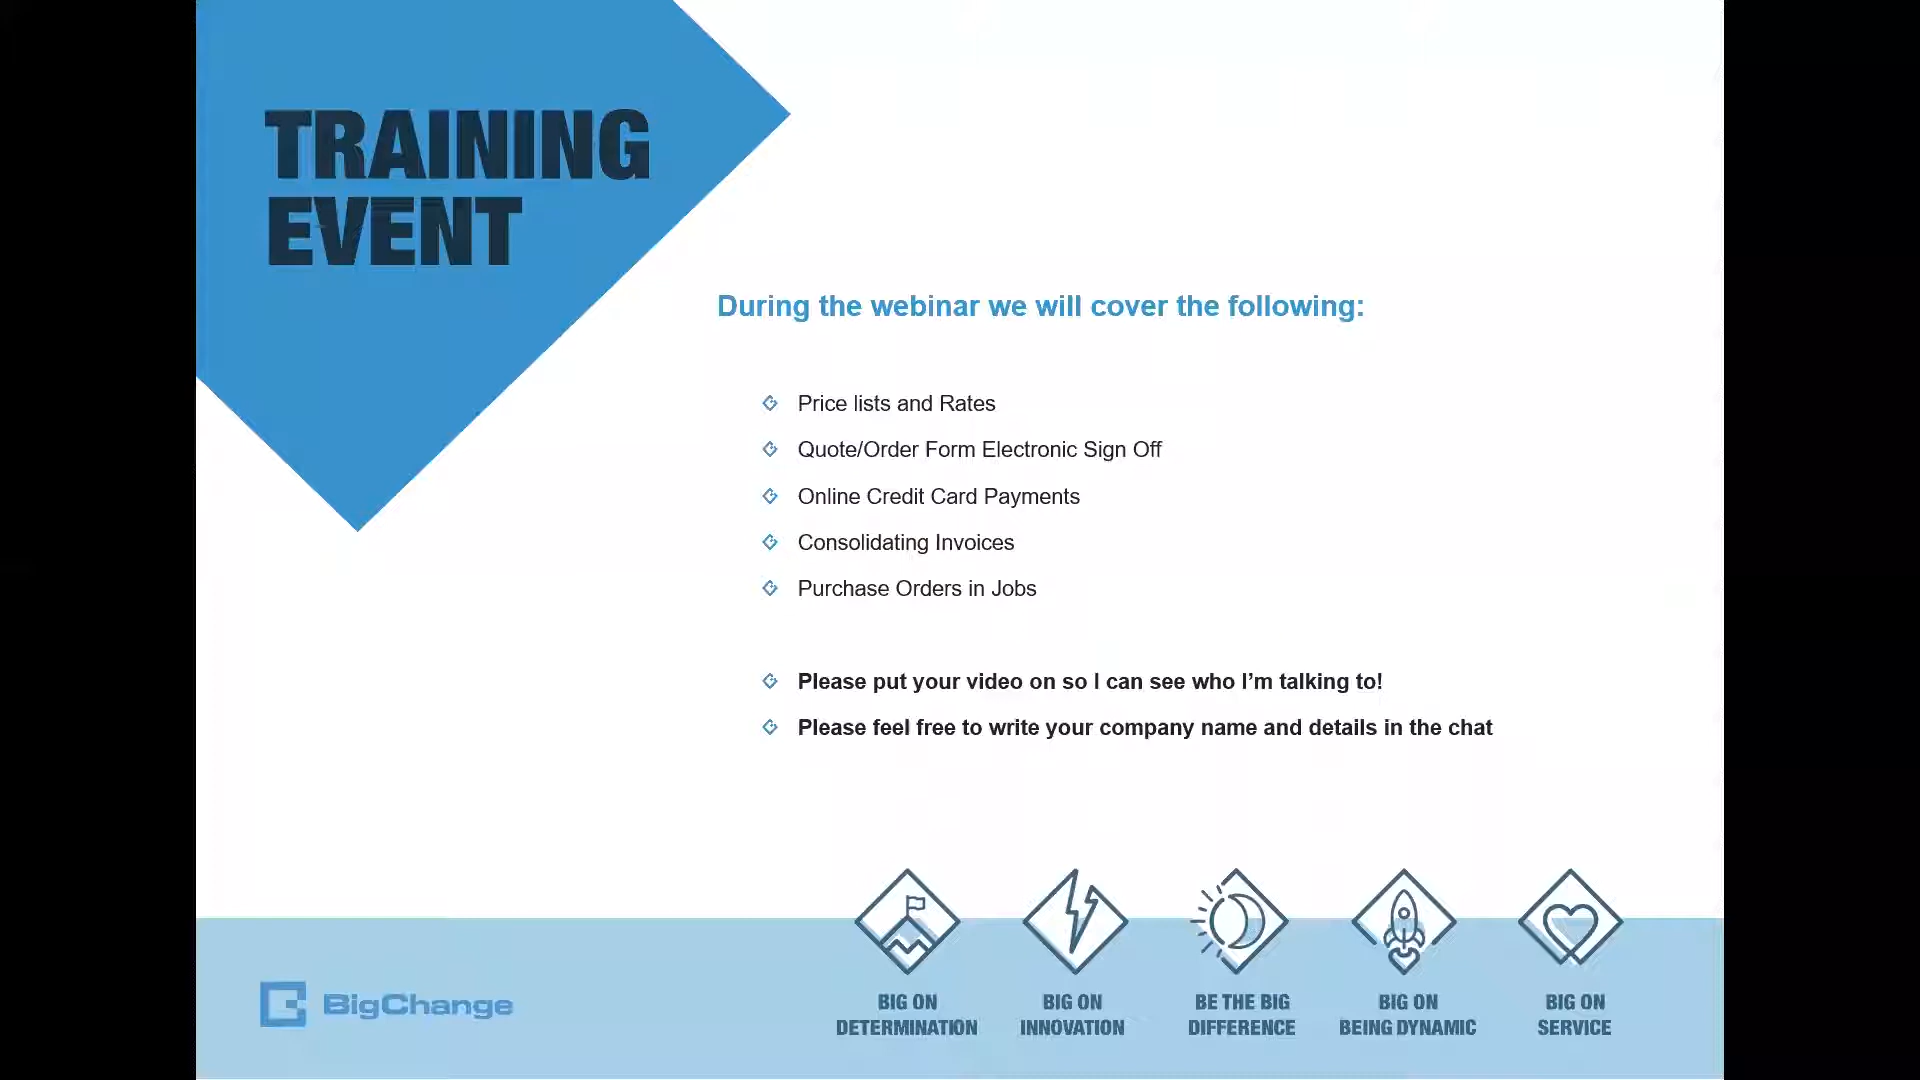 TRAINING
EVENT
During the webinar we will cover the following:
Price lists and Rates
Quote/Order Form Electronic Sign Off
Online Credit Card Payments
Consolidating Invoices
Purchase Orders in Jobs
Please put your video on so I can see who I’m talking to!
Please feel free to write your company name and details in the chat
BigChange
BIG ON
DETERMINATION
BIG ON
INNOVATION
BE THE BIG
DIFFERENCE
BIG ON
BEING DYNAMIC
BIG ON
SERVICE